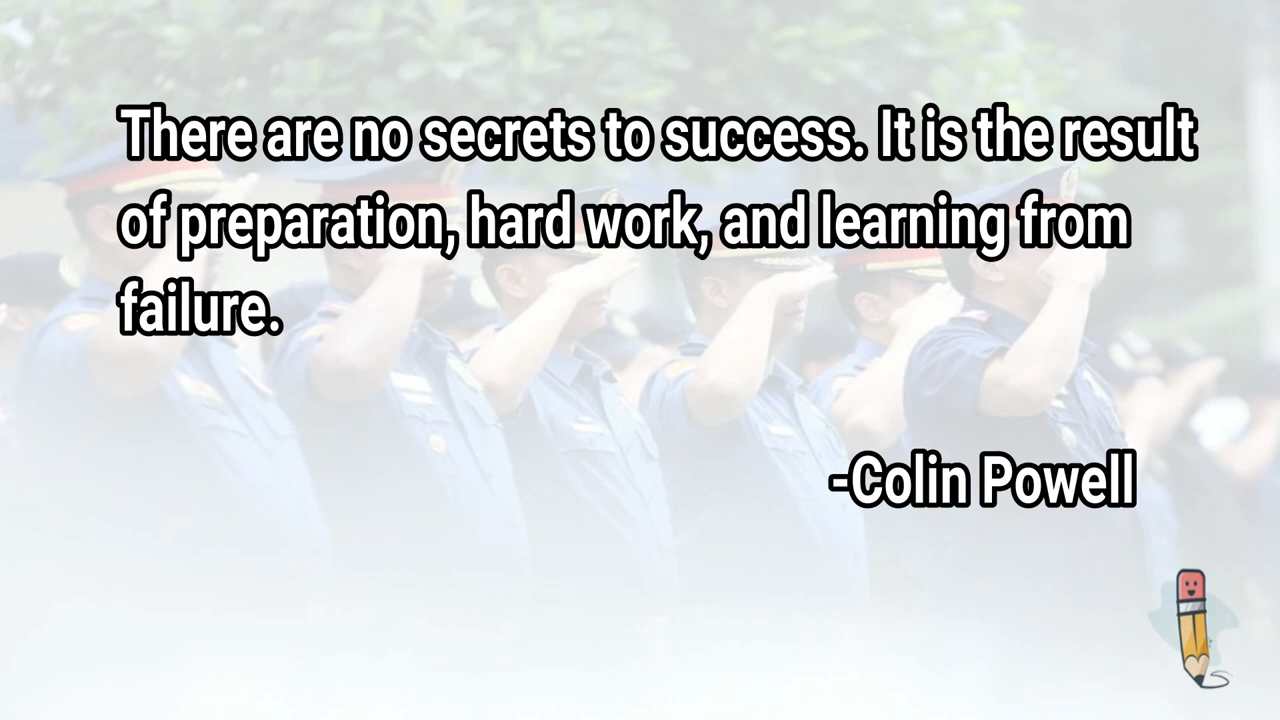 There are no secrets to success. It is the result
of preparation, hard work, and learning from
failure.
-Colin Powell